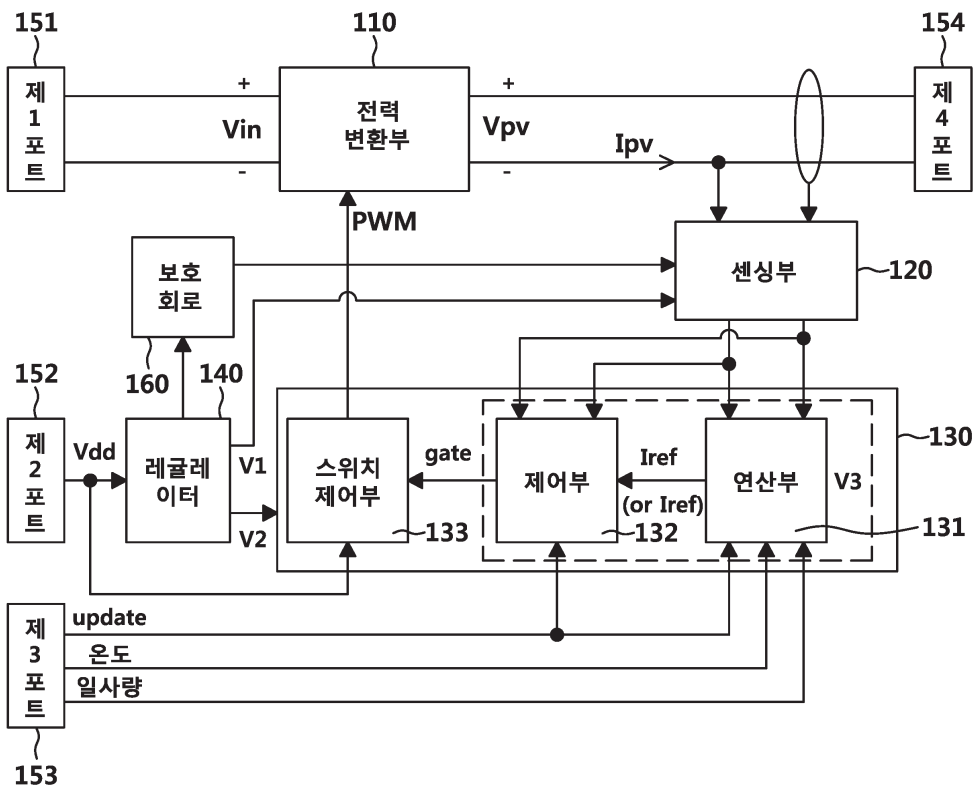 151
110
154
제
1
포
트
+
Vin
-
전력
변환부
+
Vpv
-
Ipv
제
4
포
트
PWM
보호
회로
센싱부
120
160
140
152
제
2
포
트
Vdd
레귤레
이터
V1
V2
스위치
제어부
133
gate
제어부
132
Iref
(or Iref)
연산부
V3
130
131
제
3
포
트
update
온도
일사량
153